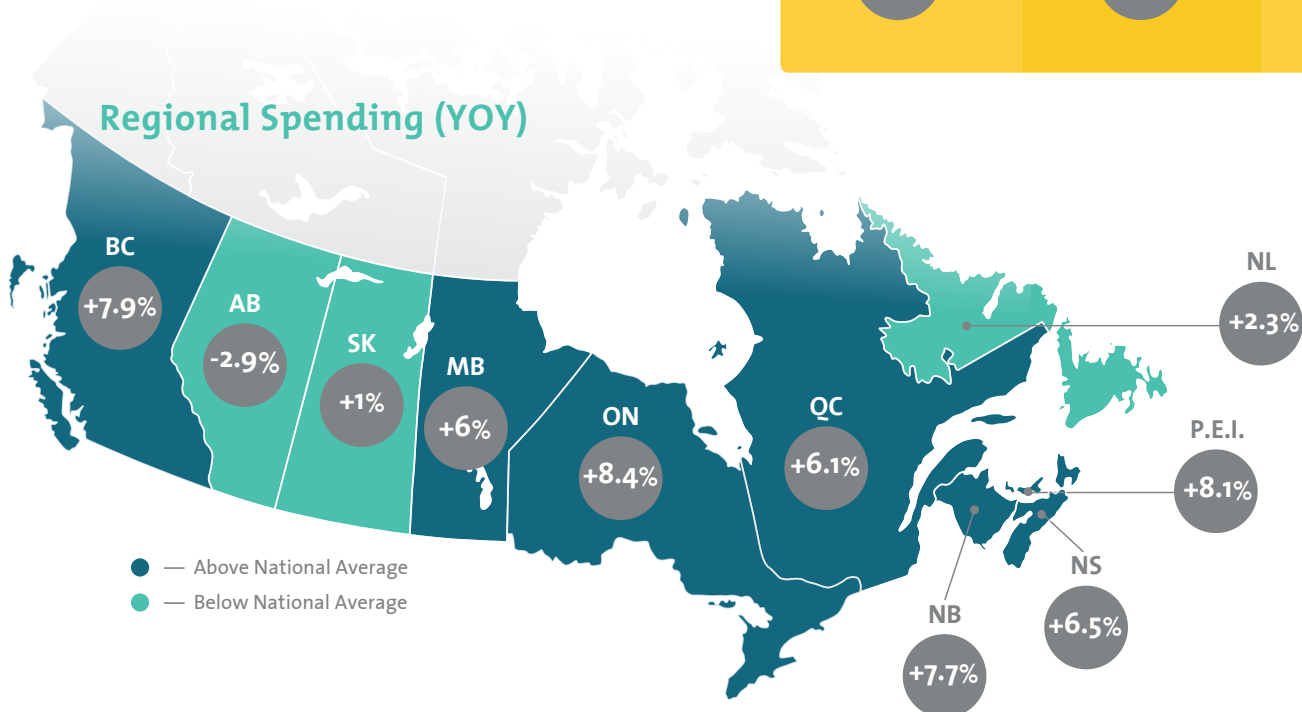 Regional Spending (YOY)
BC
+7.9%
AB
-2.9%
SK
+1%
MB
+6%
ON
+8.4%
QC
+6.1%
NL
+2.3%
P.E.I.
+8.1%
NS
+6.5%
NB
+7.7%
— Above National Average
— Below National Average